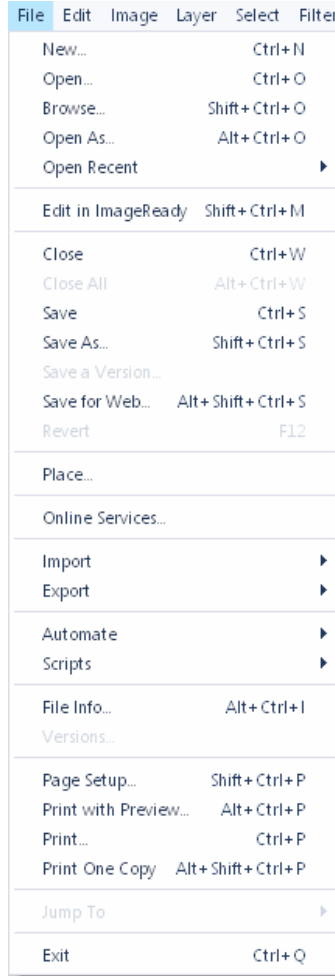 File Edit Image Layer Select Filter
New... Ctrl+N
Open... Ctrl+O
Browse... Shift+Ctrl+O
Open As... Alt+Ctrl+O
Open Recent
Edit in ImageReady Shift+Ctrl+M
Close Ctrl+W
Close All Alt+Ctrl+W
Save Ctrl+S
Save As... Shift+Ctrl+S
Save a Version...
Save for Web... Alt+Shift+Ctrl+S
Revert F12
Place...
Online Services...
Import
Export
Automate
Scripts
File Info... Alt+Ctrl+I
Versions...
Page Setup... Shift+Ctrl+P
Print with Preview... Alt+Ctrl+P
Print... Ctrl+P
Print One Copy Alt+Shift+Ctrl+P
Jump To
Exit Ctrl+Q